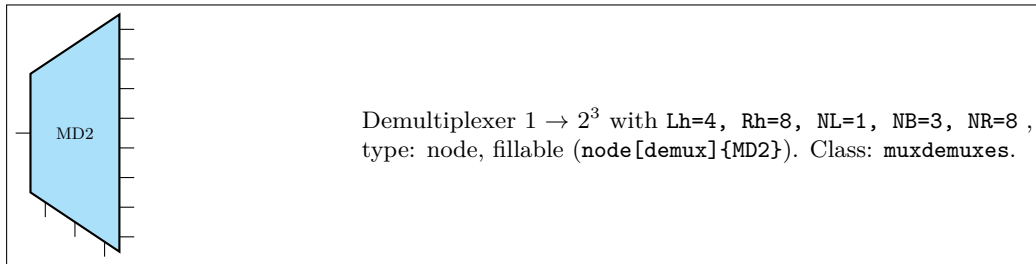 MD2
Demultiplexer 1 → 2³ with Lh=4, Rh=8, NL=1, NB=3, NR=8 ,
type: node, fillable (node[demux]{MD2}). Class: muxdemuxes.